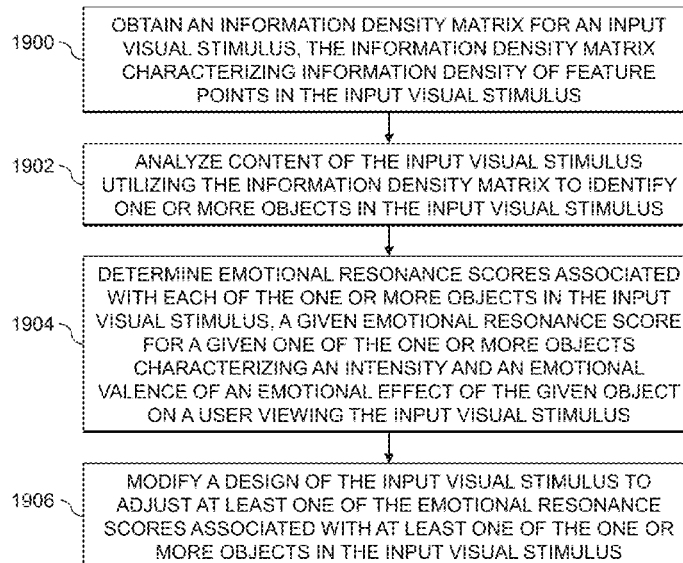 1900
OBTAIN AN INFORMATION DENSITY MATRIX FOR AN INPUT
VISUAL STIMULUS, THE INFORMATION DENSITY MATRIX
CHARACTERIZING INFORMATION DENSITY OF FEATURE
POINTS IN THE INPUT VISUAL STIMULUS
1902
ANALYZE CONTENT OF THE INPUT VISUAL STIMULUS
UTILIZING THE INFORMATION DENSITY MATRIX TO IDENTIFY
ONE OR MORE OBJECTS IN THE INPUT VISUAL STIMULUS
1904
DETERMINE EMOTIONAL RESONANCE SCORES ASSOCIATED
WITH EACH OF THE ONE OR MORE OBJECTS IN THE INPUT
VISUAL STIMULUS, A GIVEN EMOTIONAL RESONANCE SCORE
FOR A GIVEN ONE OF THE ONE OR MORE OBJECTS
CHARACTERIZING AN INTENSITY AND AN EMOTIONAL
VALENCE OF AN EMOTIONAL EFFECT OF THE GIVEN OBJECT
ON A USER VIEWING THE INPUT VISUAL STIMULUS
1906
MODIFY A DESIGN OF THE INPUT VISUAL STIMULUS TO
ADJUST AT LEAST ONE OF THE EMOTIONAL RESONANCE
SCORES ASSOCIATED WITH AT LEAST ONE OF THE ONE OR
MORE OBJECTS IN THE INPUT VISUAL STIMULUS